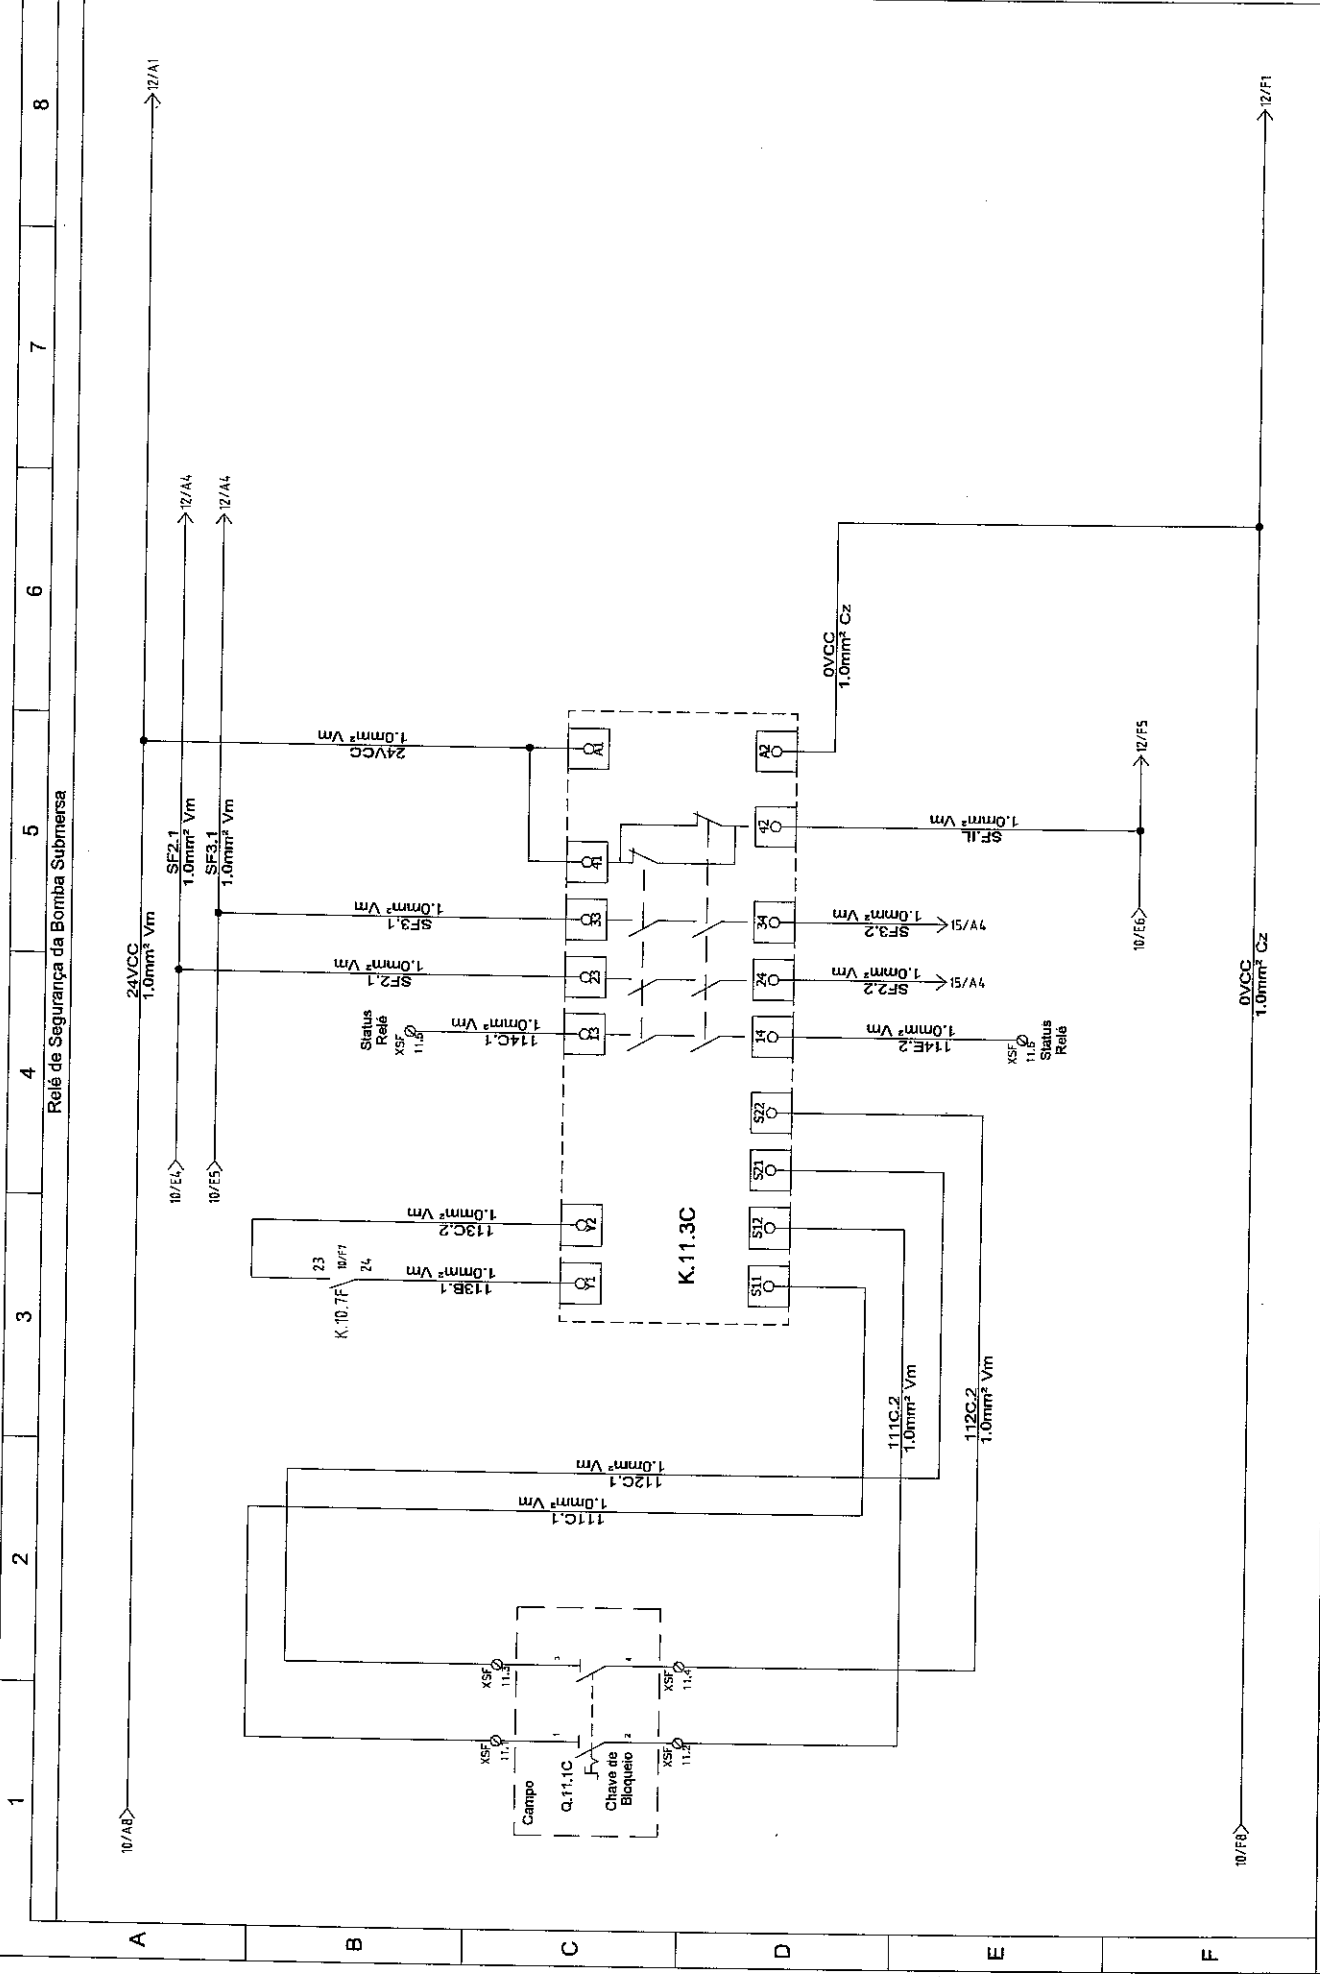 1
2
3
4
5
6
7
8
Relé de Segurança da Bomba Submersa
A
B
C
D
E
F
10/A8
24VCC
1.0mm² Vm
12/A1
10/E4
SF2.1
1.0mm² Vm
12/A4
10/E5
SF3.1
1.0mm² Vm
12/A4
24VCC
1.0mm² Vm
SF3.1
1.0mm² Vm
SF2.1
1.0mm² Vm
Status
Relé
XSF
11.5
114C.1
1.0mm² Vm
113C.2
1.0mm² Vm
23
10/F7
24
K.10.7F
113B.1
1.0mm² Vm
Y1
Y2
13
23
33
41
A1
K.11.3C
S11
S12
S21
S22
14
24
34
42
A2
112C.1
1.0mm² Vm
111C.1
1.0mm² Vm
XSF
11.1
XSF
11.3
Campo
Q.11.1C
Chave de
Bloqueio
1
2
3
4
XSF
11.2
XSF
11.4
111C.2
1.0mm² Vm
112C.2
1.0mm² Vm
114E.2
1.0mm² Vm
XSF
11.6
Status
Relé
SF2.2
1.0mm² Vm
15/A4
SF3.2
1.0mm² Vm
15/A4
SF.IL
1.0mm² Vm
0VCC
1.0mm² Cz
10/E6
12/F5
10/F8
0VCC
1.0mm² Cz
12/F1